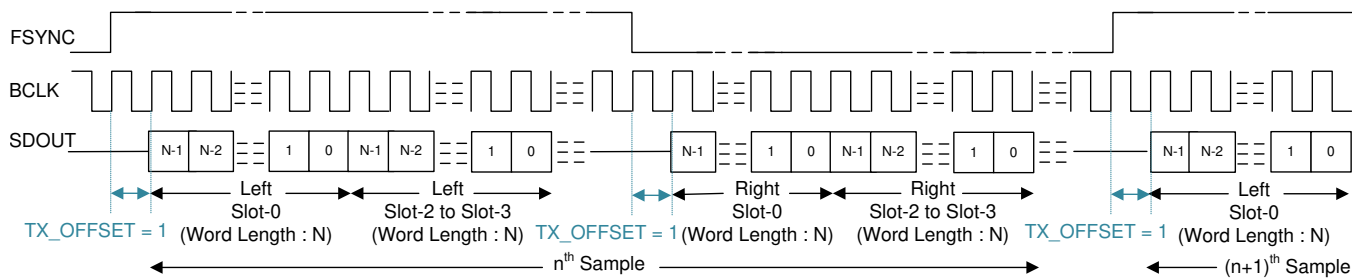 FSYNC
BCLK
SDOUT
N-1 N-2 1 0 N-1 N-2 1 0 N-1 1 0 N-1 N-2 1 0 N-1 N-2 1 0
Left Left Right Right Left
Slot-0 Slot-2 to Slot-3 Slot-0 Slot-2 to Slot-3 Slot-0
TX_OFFSET = 1 (Word Length : N) (Word Length : N) TX_OFFSET = 1 (Word Length : N) (Word Length : N) TX_OFFSET = 1 (Word Length : N)
nth Sample (n+1)th Sample